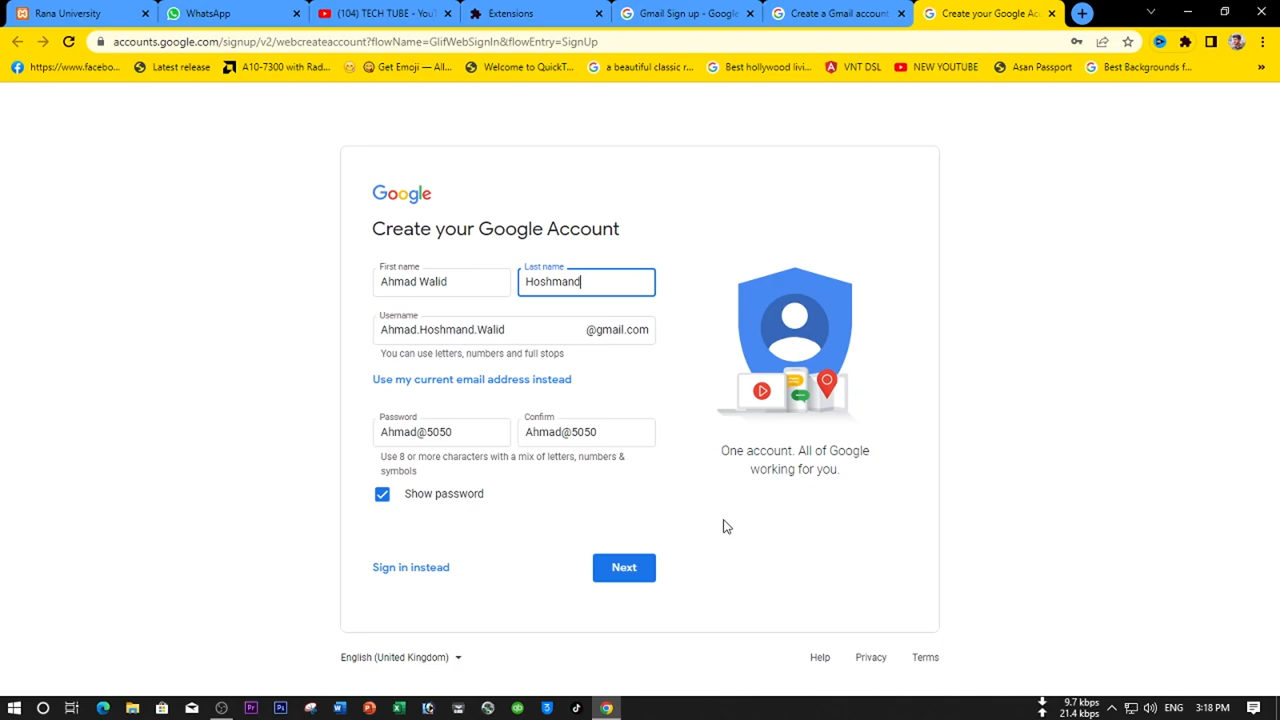 Rana University
WhatsApp
(104) TECH TUBE - You
Extensions
Gmail Sign up - Google
Create a Gmail account
Create your Google Ac
accounts.google.com/signup/v2/webcreateaccount?flowName=GlifWebSignIn&flowEntry=SignUp
https://www.facebo...
Latest release
A10-7300 with Rad...
Get Emoji — All...
Welcome to QuickT...
a beautiful classic r...
Best hollywood livi...
VNT DSL
NEW YOUTUBE
Asan Passport
Best Backgrounds f...
»
Google
Create your Google Account
First name
Last name
Ahmad Walid
Hoshmand
Username
Ahmad.Hoshmand.Walid
@gmail.com
You can use letters, numbers and full stops
Use my current email address instead
Password
Confirm
Ahmad@5050
Ahmad@5050
Use 8 or more characters with a mix of letters, numbers &
symbols
Show password
Sign in instead
Next
One account. All of Google
working for you.
English (United Kingdom)
Help
Privacy
Terms
9.7 kbps
21.4 kbps
ENG
3:18 PM